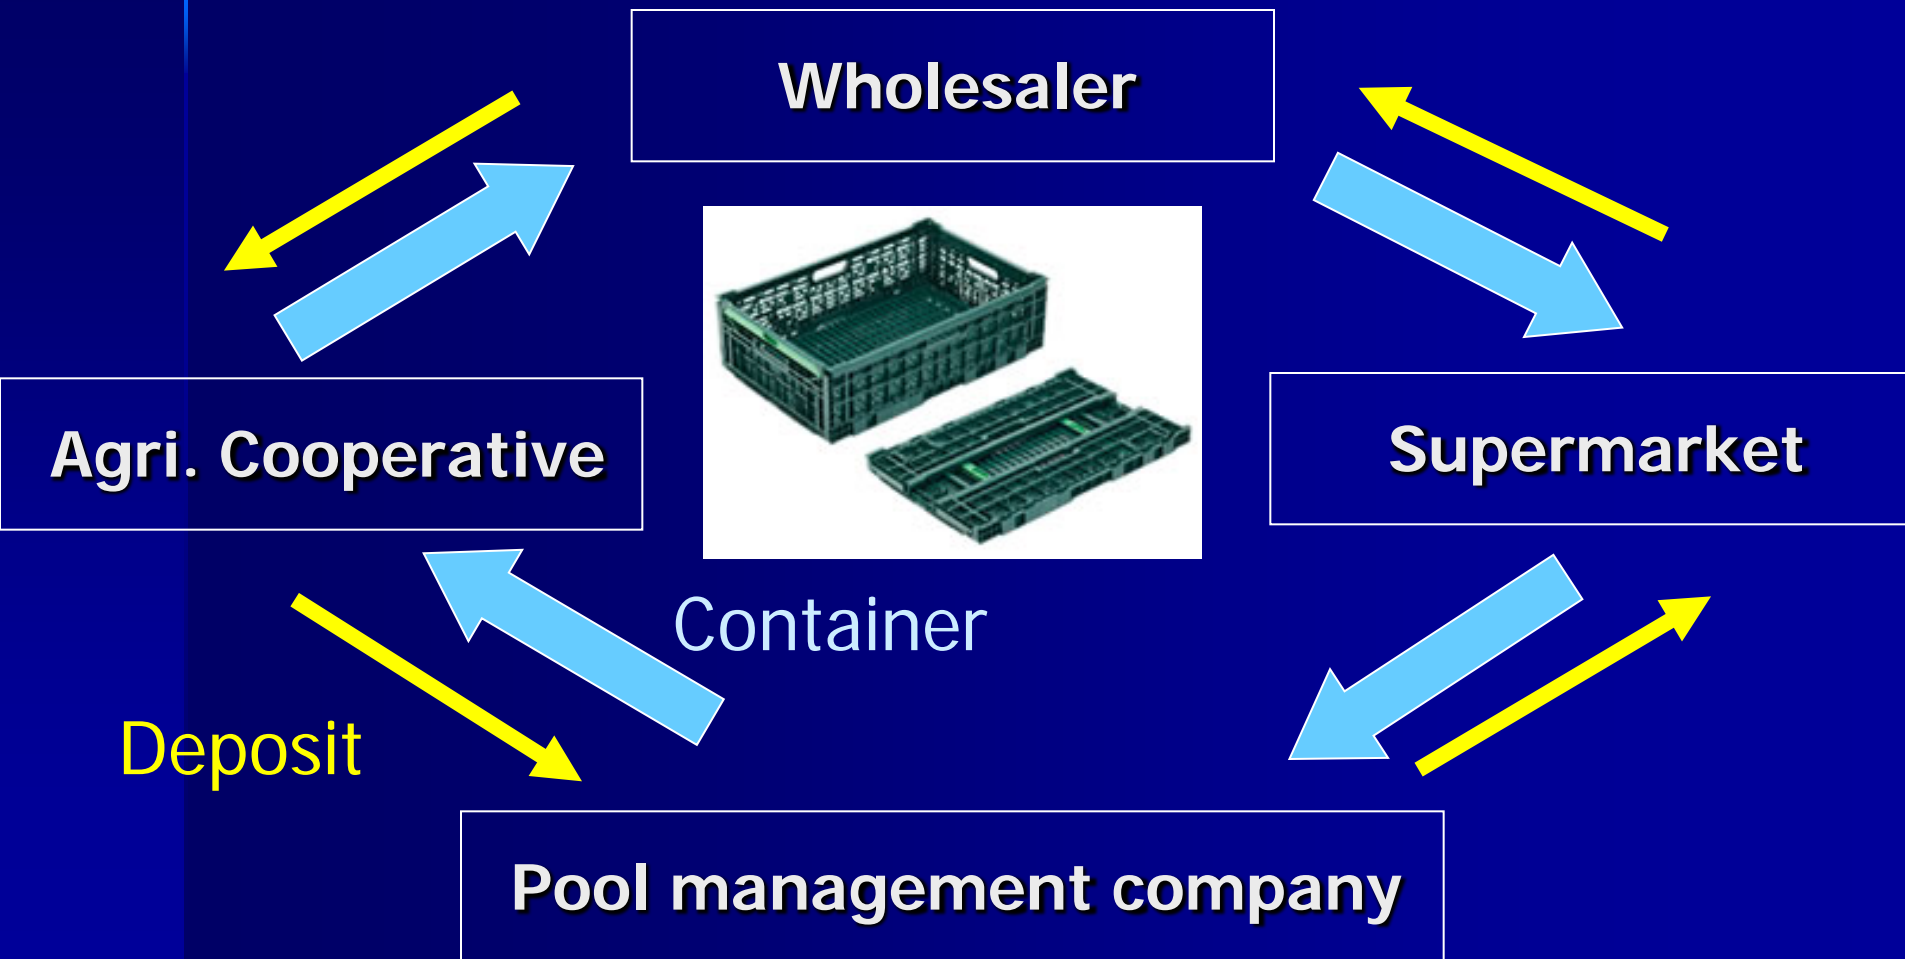 Wholesaler
Agri. Cooperative
Supermarket
Container
Deposit
Pool management company